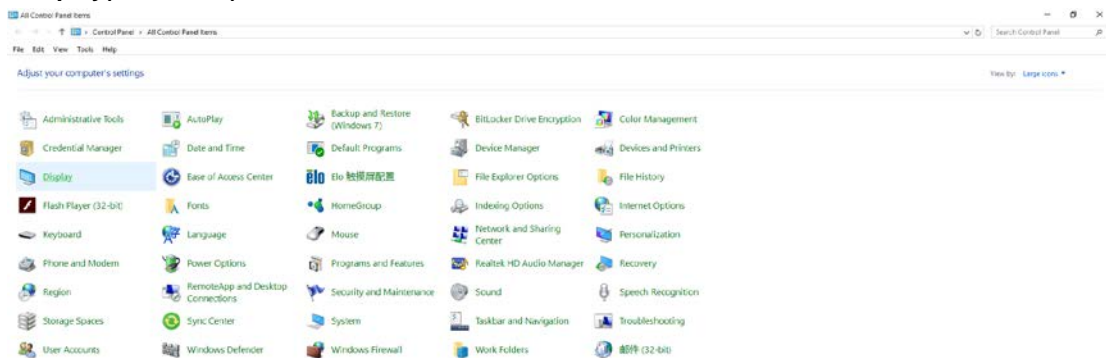 All Control Panel Items
Control Panel › All Control Panel Items
Search Control Panel
File Edit View Tools Help
Adjust your computer's settings
View by: Large icons
Administrative Tools
AutoPlay
Backup and Restore
(Windows 7)
BitLocker Drive Encryption
Color Management
Credential Manager
Date and Time
Default Programs
Device Manager
Devices and Printers
Display
Ease of Access Center
elo
Elo 触摸屏配置
File Explorer Options
File History
Flash Player (32-bit)
Fonts
HomeGroup
Indexing Options
Internet Options
Keyboard
Language
Mouse
Network and Sharing
Center
Personalization
Phone and Modem
Power Options
Programs and Features
Realtek HD Audio Manager
Recovery
Region
RemoteApp and Desktop
Connections
Security and Maintenance
Sound
Speech Recognition
Storage Spaces
Sync Center
System
Taskbar and Navigation
Troubleshooting
User Accounts
Windows Defender
Windows Firewall
Work Folders
邮件 (32-bit)